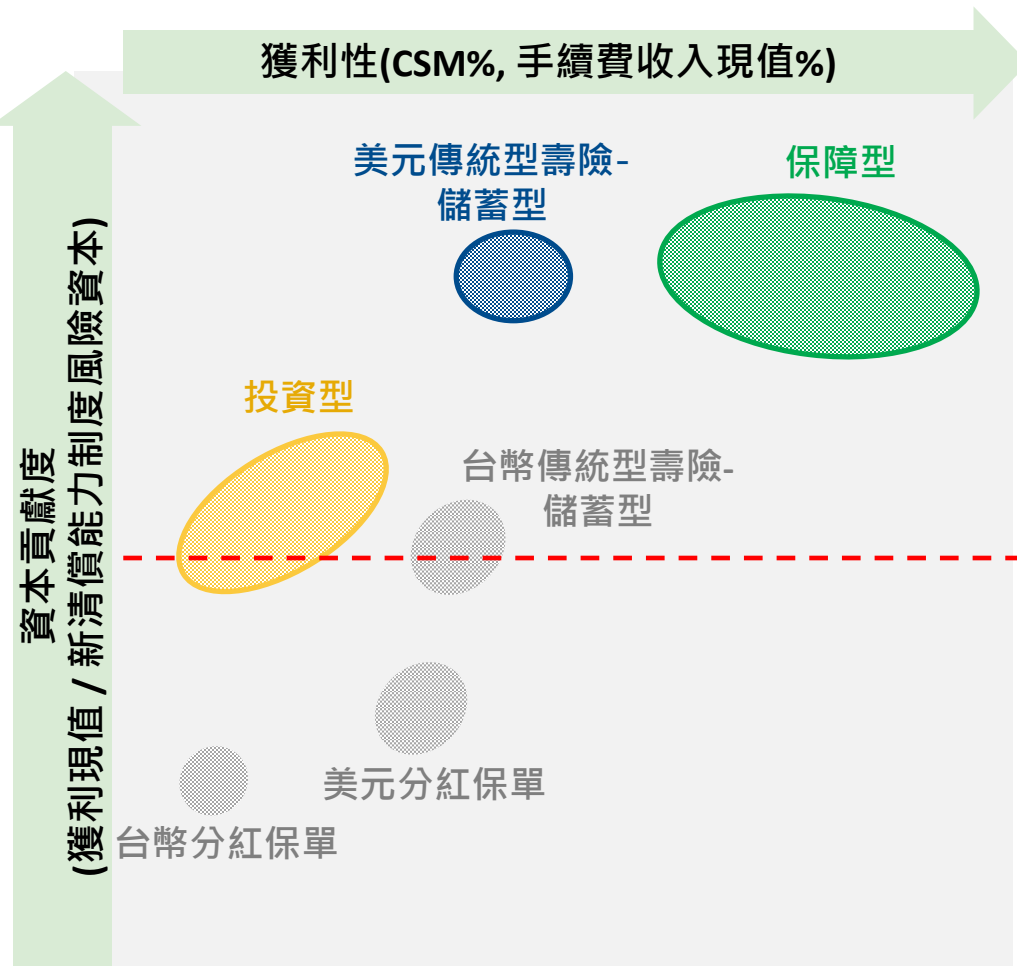 獲利性(CSM%, 手續費收入現值%)
資本貢獻度
(獲利現值 / 新清償能力制度風險資本)
美元傳統型壽險-
儲蓄型
保障型
投資型
台幣傳統型壽險-
儲蓄型
美元分紅保單
台幣分紅保單